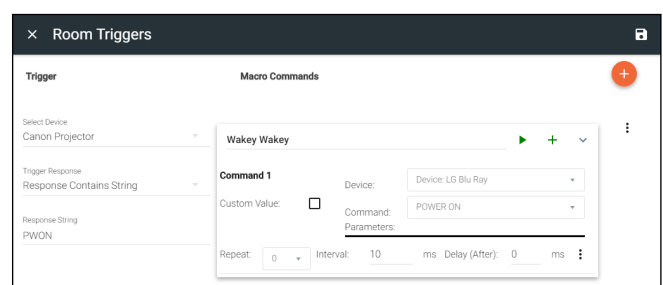 × Room Triggers
Trigger
Macro Commands
+
Select Device
Canon Projector
Trigger Response
Response Contains String
Response String
PWON
Wakey Wakey
Command 1
Custom Value:
Device:
Device: LG Blu Ray
Command:
POWER ON
Parameters:
Repeat: 0 Interval: 10 ms Delay (After): 0 ms